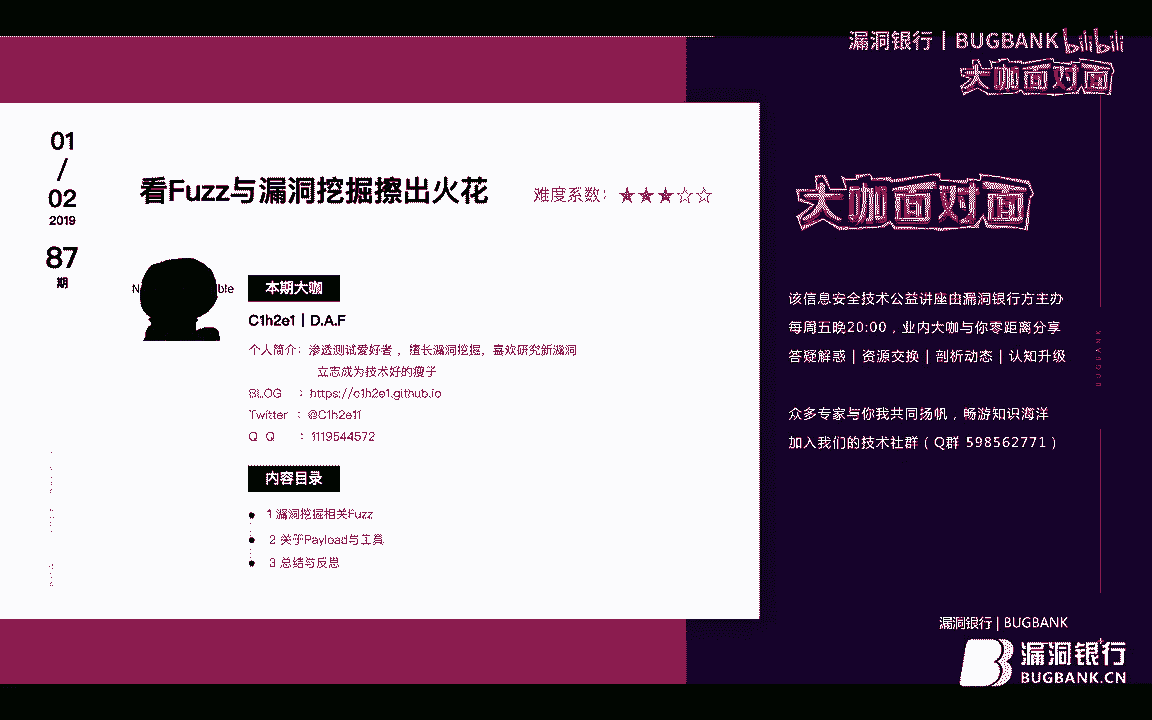 漏洞银行 | BUGBANK bilibili
大咖面对面
01
/
02
2019
87
期
看Fuzz与漏洞挖掘擦出火花
难度系数: ★★★☆☆
本期大咖
C1h2e1 | D.A.F
个人简介: 渗透测试爱好者 ，擅长漏洞挖掘，喜欢研究新漏洞
立志成为技术好的瘦子
BLOG : https://c1h2e1.github.io
Twitter : @C1h2e11
Q Q : 1119544572
内容目录
1 漏洞挖掘相关Fuzz
2 关于Payload与工具
3 总结与反思
大咖面对面
该信息安全技术公益讲座由漏洞银行方主办
每周五晚20:00，业内大咖与你零距离分享
答疑解惑 | 资源交换 | 剖析动态 | 认知升级
众多专家与你我共同扬帆，畅游知识海洋
加入我们的技术社群（Q群 598562771）
BUGBANK
漏洞银行 | BUGBANK
漏洞银行
BUGBANK.CN